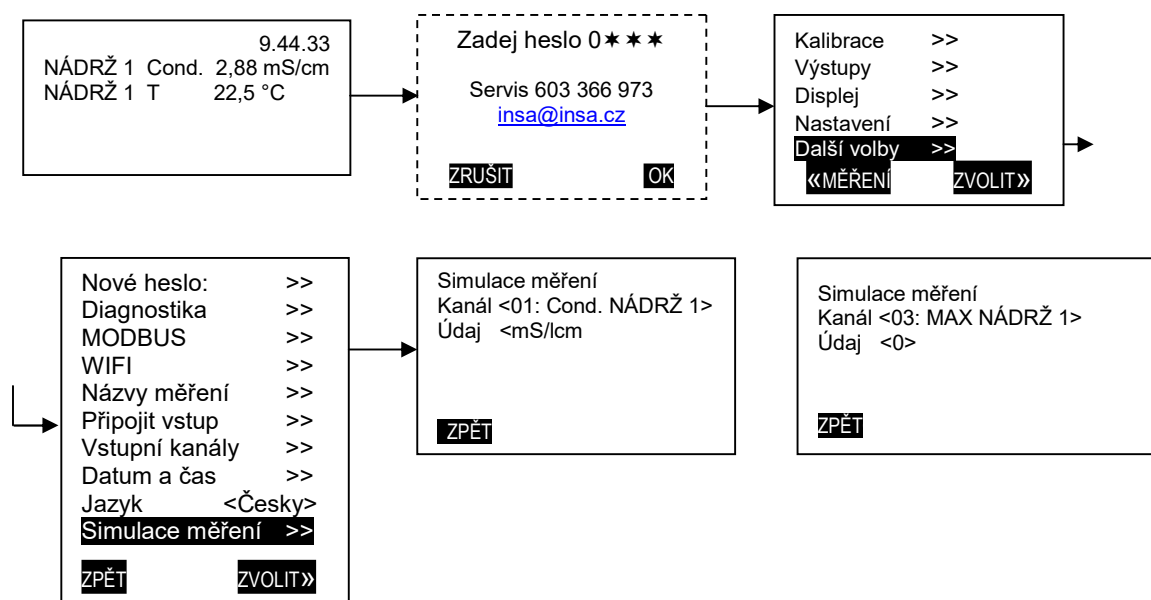 9.44.33
NÁDRŽ 1 Cond. 2,88 mS/cm
NÁDRŽ 1 T 22,5 °C
Zadej heslo 0✶✶✶
Servis 603 366 973
insa@insa.cz
ZRUŠIT OK
Kalibrace >>
Výstupy >>
Displej >>
Nastavení >>
Další volby >>
«MĚŘENÍ ZVOLIT»
Nové heslo: >>
Diagnostika >>
MODBUS >>
WIFI >>
Názvy měření >>
Připojit vstup >>
Vstupní kanály >>
Datum a čas >>
Jazyk <Česky>
Simulace měření >>
ZPĚT ZVOLIT»
Simulace měření
Kanál <01: Cond. NÁDRŽ 1>
Údaj <mS/lcm
ZPĚT
Simulace měření
Kanál <03: MAX NÁDRŽ 1>
Údaj <0>
ZPĚT